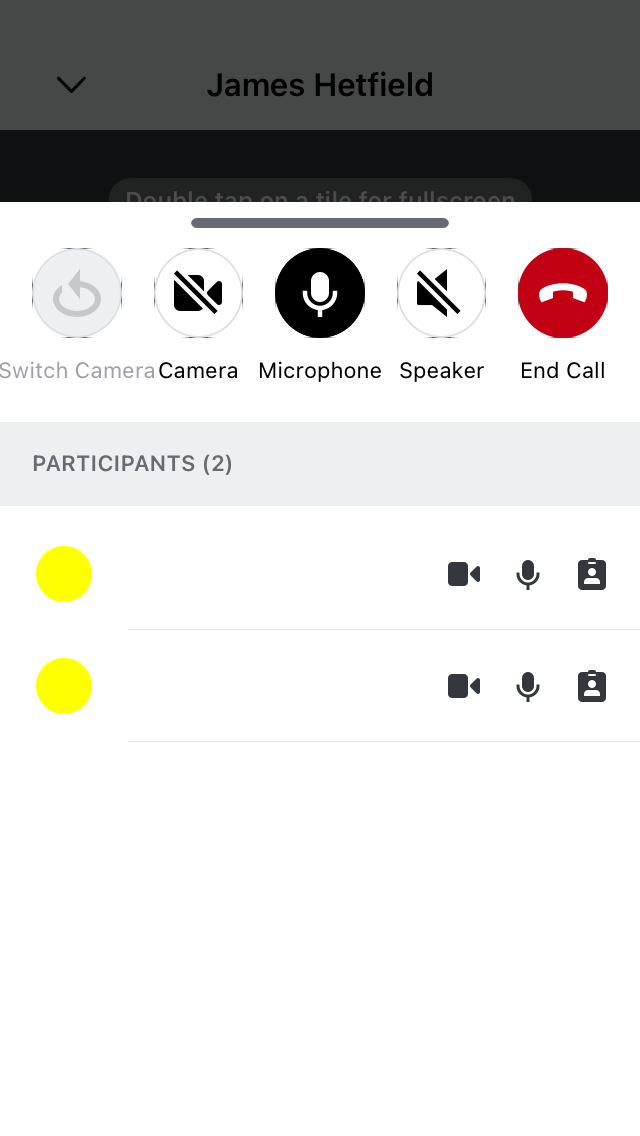 James Hetfield
Double tap on a tile for fullscreen
Switch Camera
Camera
Microphone
Speaker
End Call
PARTICIPANTS (2)